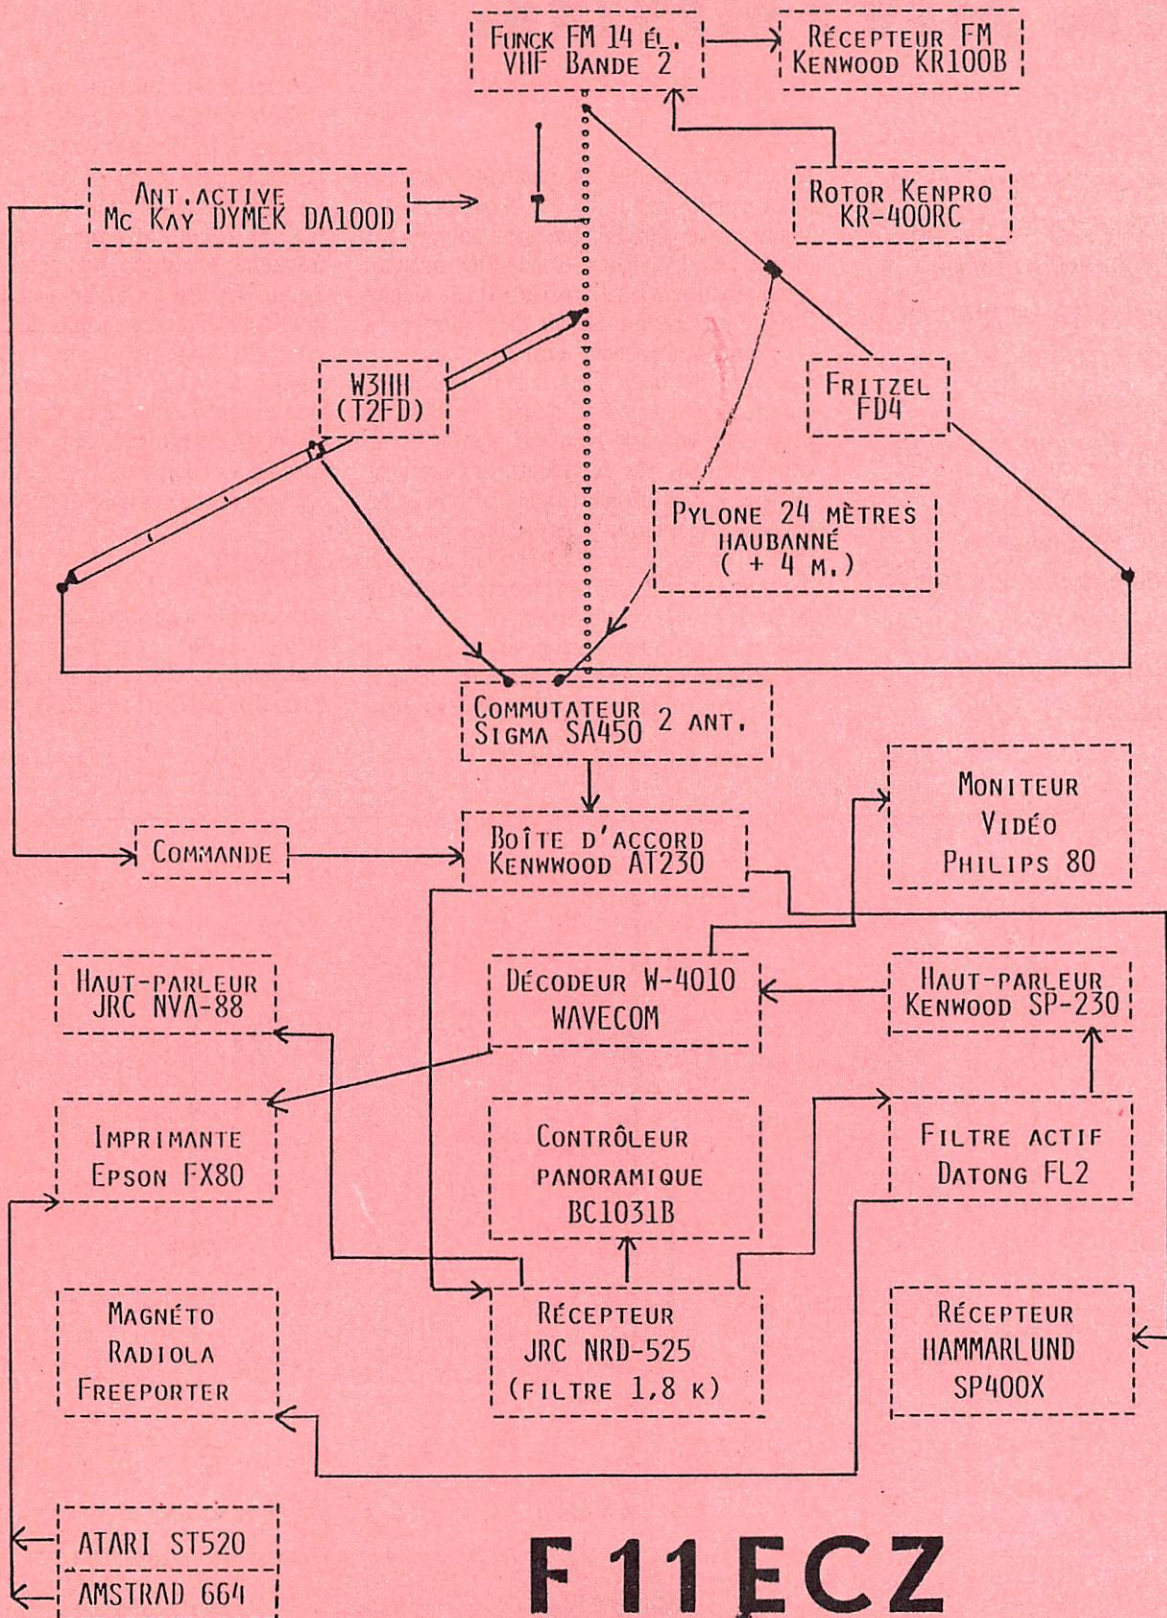 FUNCK FM 14 ÉL.
VHF BANDE 2
RÉCEPTEUR FM
KENWOOD KR100B
ANT.ACTIVE
Mc KAY DYMEK DA100D
ROTOR KENPRO
KR-400RC
W3HH
(T2FD)
FRITZEL
FD4
PYLONE 24 MÈTRES
HAUBANNÉ
( + 4 M.)
COMMUTATEUR 2 ANT.
SIGMA SA450
MONITEUR
VIDÉO
PHILIPS 80
COMMANDE
BOÎTE D'ACCORD
KENWWOOD AT230
HAUT-PARLEUR
JRC NVA-88
DÉCODEUR W-4010
WAVECOM
HAUT-PARLEUR
KENWOOD SP-230
IMPRIMANTE
EPSON FX80
CONTRÔLEUR
PANORAMIQUE
BC1031B
FILTRE ACTIF
DATONG FL2
MAGNÉTO
RADIOLA
FREEPORTER
RÉCEPTEUR
JRC NRD-525
(FILTRE 1,8 K)
RÉCEPTEUR
HAMMARLUND
SP400X
ATARI ST520
AMSTRAD 664
F11ECZ